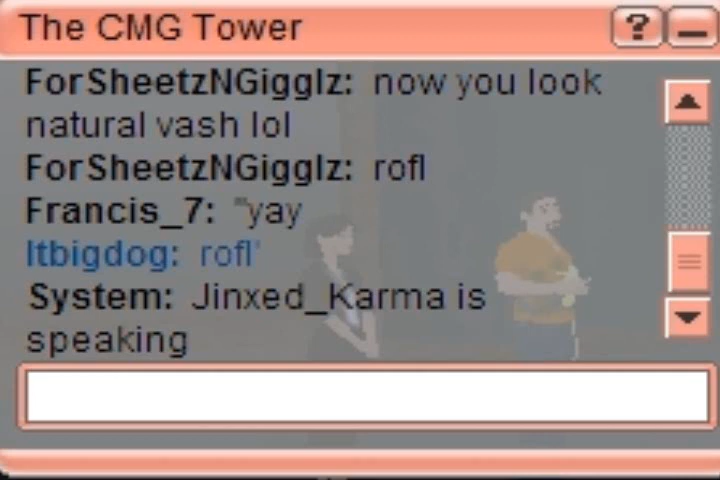 The CMG Tower
?
ForSheetzNGigglz: now you look
natural vash lol
ForSheetzNGigglz: rofl
Francis_7: "yay
ltbigdog: rofl'
System: Jinxed_Karma is
speaking